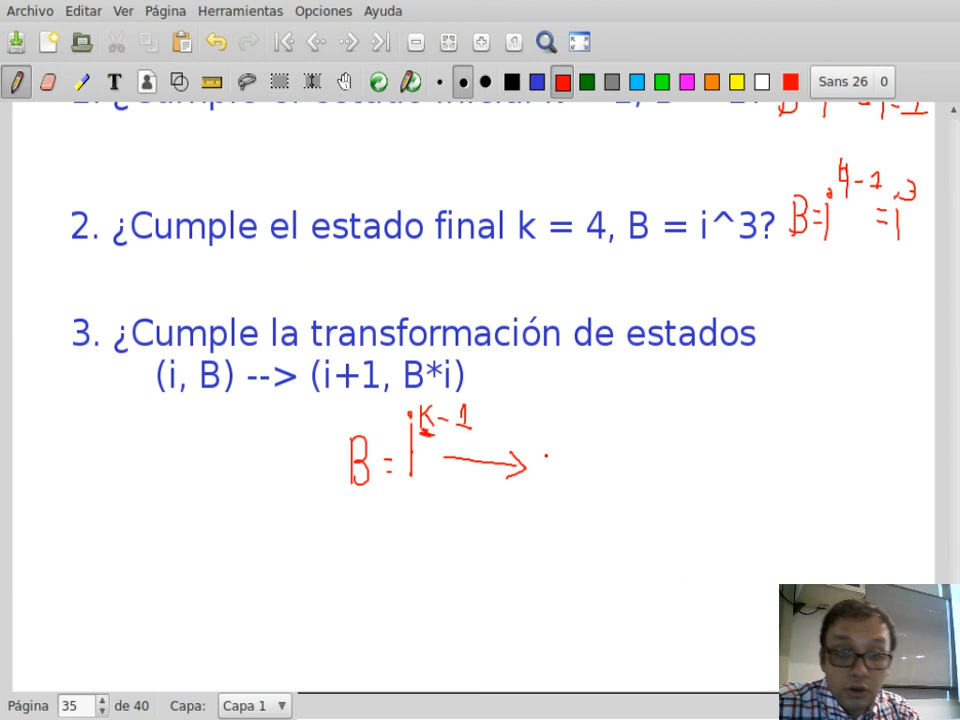 Archivo Editar Ver Página Herramientas Opciones Ayuda
T Sans 26 0
2. ¿Cumple el estado final k = 4, B = i^3? B=i^4-1 =i^3
3. ¿Cumple la transformación de estados
(i, B) --> (i+1, B*i)
B=i^K-1
Página 35 de 40 Capa: Capa 1